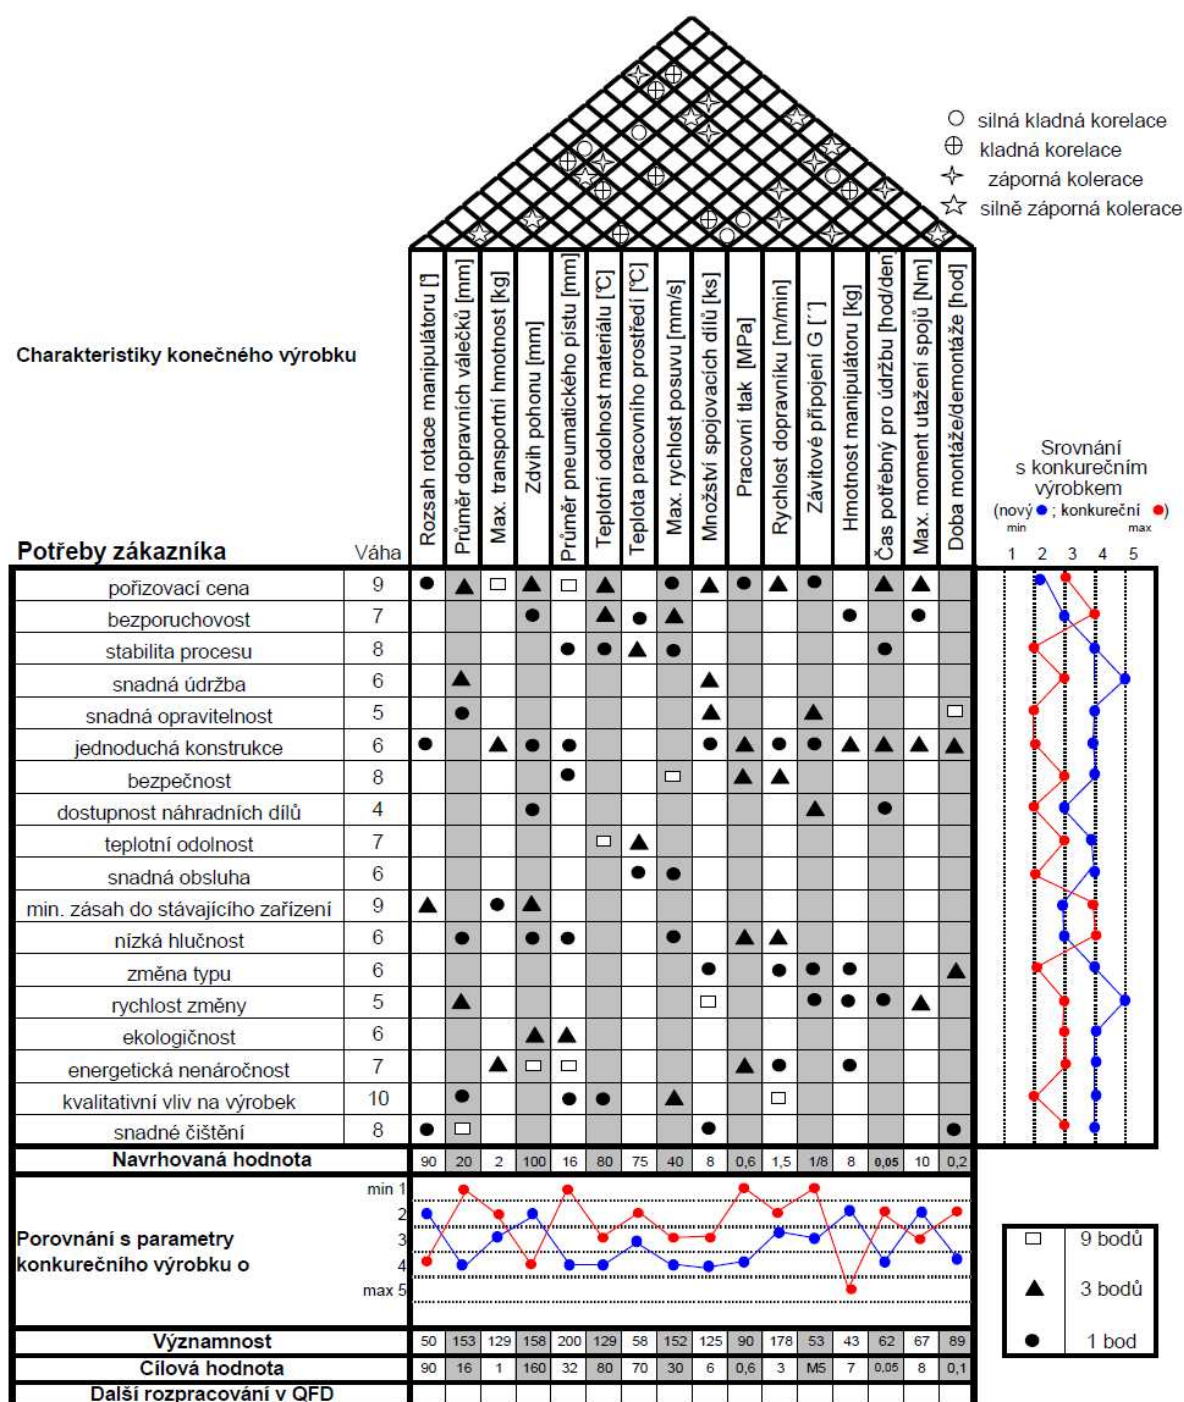 silná kladná korelace
kladná korelace
záporná kolerace
silně záporná kolerace
Charakteristiky konečného výrobku
Rozsah rotace manipulátoru [°]
Průměr dopravních válečků [mm]
Max. transportní hmotnost [kg]
Zdvih pohonu [mm]
Průměr pneumatického pístu [mm]
Teplotní odolnost materiálu [°C]
Teplota pracovního prostředí [°C]
Max. rychlost posuvu [mm/s]
Množství spojovacích dílů [ks]
Pracovní tlak [MPa]
Rychlost dopravníku [m/min]
Závitové přípojení G [´´]
Hmotnost manipulátoru [kg]
Čas potřebný pro údržbu [hod/den]
Max. moment utažení spojů [Nm]
Doba montáže/demontáže [hod]
Srovnání
s konkurečním
výrobkem
(nový ; konkureční )
min max
Potřeby zákazníka Váha 1 2 3 4 5
pořizovací cena 9
bezporuchovost 7
stabilita procesu 8
snadná údržba 6
snadná opravitelnost 5
jednoduchá konstrukce 6
bezpečnost 8
dostupnost náhradních dílů 4
teplotní odolnost 7
snadná obsluha 6
min. zásah do stávajícího zařízení 9
nízká hlučnost 6
změna typu 6
rychlost změny 5
ekologičnost 6
energetická nenáročnost 7
kvalitativní vliv na výrobek 10
snadné čištění 8
Navrhovaná hodnota 90 20 2 100 16 80 75 40 8 0,6 1,5 1/8 8 0,05 10 0,2
min 1
2
Porovnání s parametry 3
konkurečního výrobku o 4
max 5
9 bodů
3 bodů
1 bod
Významnost 50 153 129 158 200 129 58 152 125 90 178 53 43 62 67 89
Cílová hodnota 90 16 1 160 32 80 70 30 6 0,6 3 M5 7 0,05 8 0,1
Další rozpracování v QFD